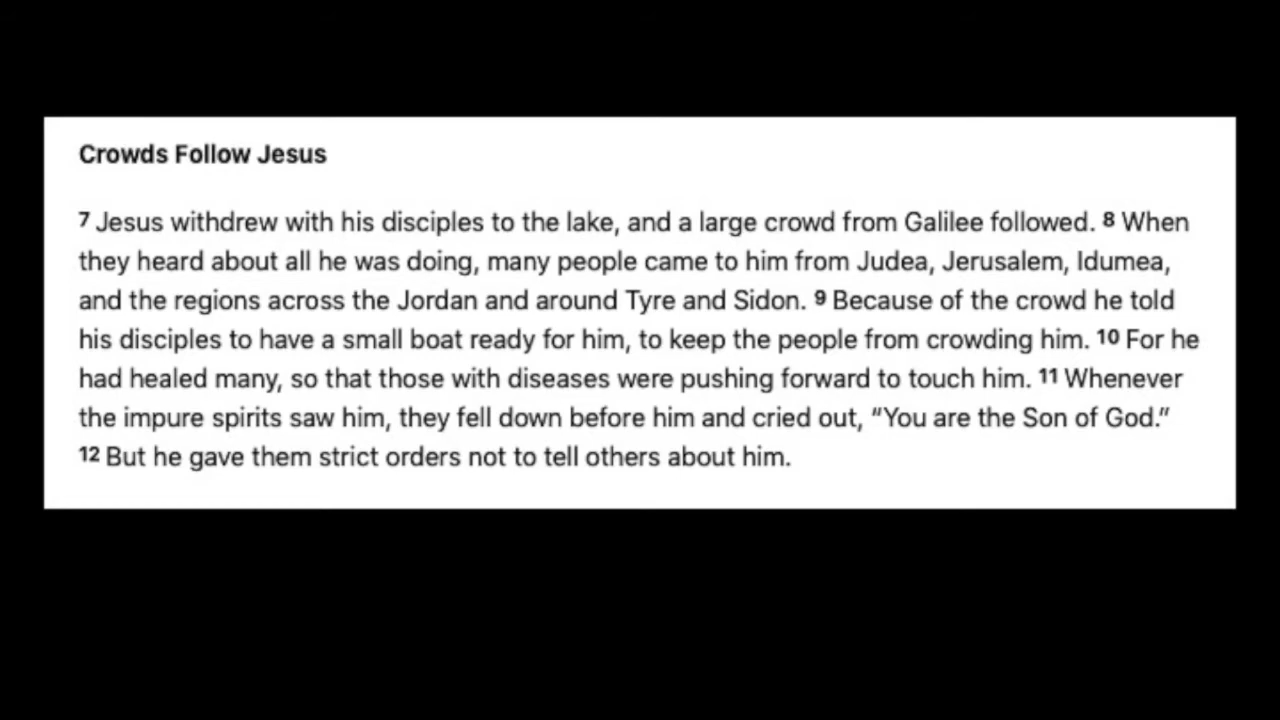 Crowds Follow Jesus
7 Jesus withdrew with his disciples to the lake, and a large crowd from Galilee followed. 8 When
they heard about all he was doing, many people came to him from Judea, Jerusalem, Idumea,
and the regions across the Jordan and around Tyre and Sidon. 9 Because of the crowd he told
his disciples to have a small boat ready for him, to keep the people from crowding him. 10 For he
had healed many, so that those with diseases were pushing forward to touch him. 11 Whenever
the impure spirits saw him, they fell down before him and cried out, “You are the Son of God.”
12 But he gave them strict orders not to tell others about him.